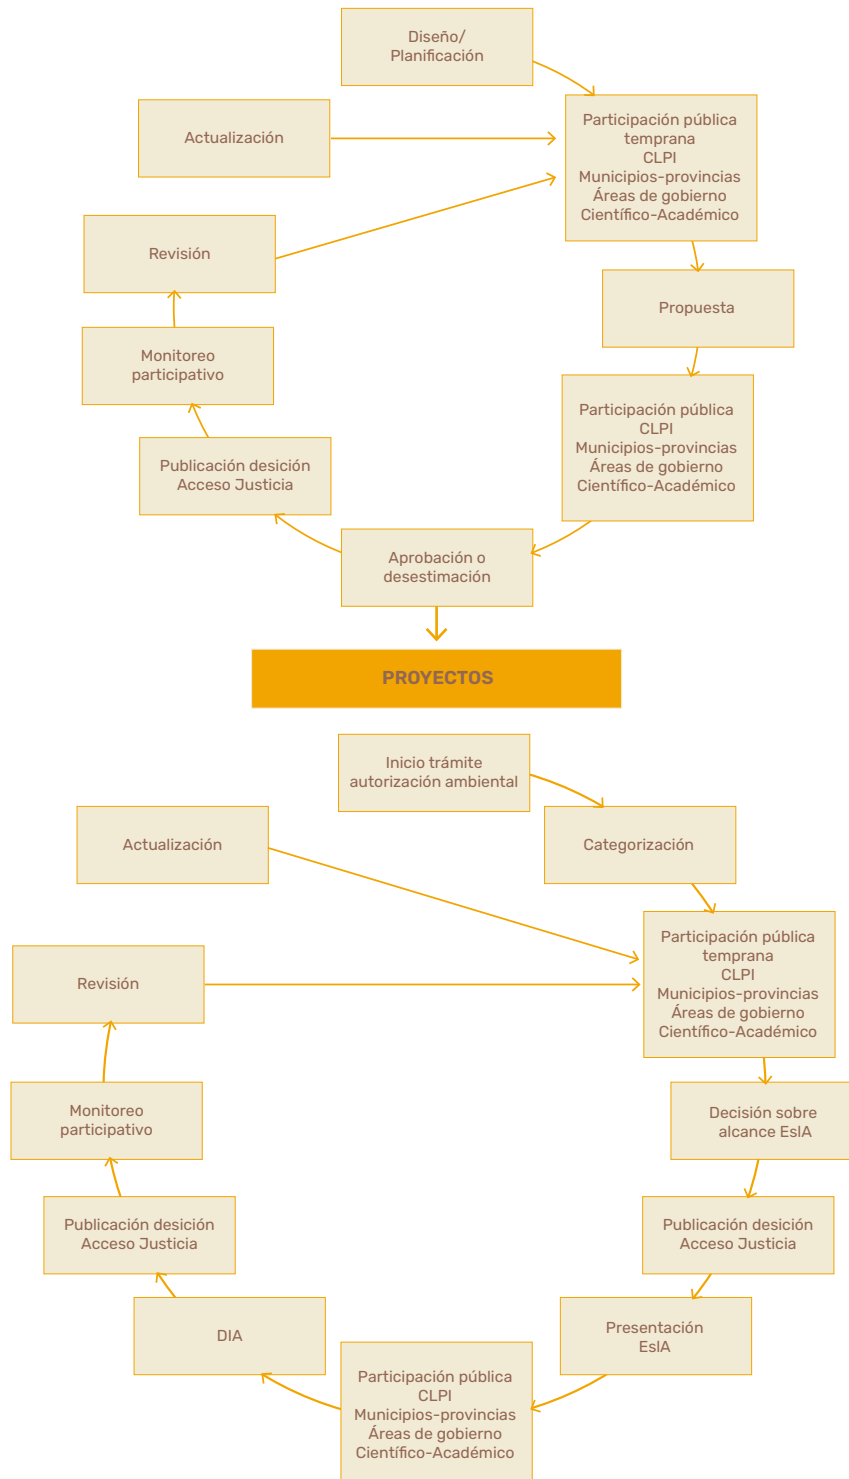 Diseño/
Planificación
Actualización
Participación pública
temprana
CLPI
Municipios-provincias
Áreas de gobierno
Científico-Académico
Revisión
Propuesta
Monitoreo
participativo
Participación pública
CLPI
Municipios-provincias
Áreas de gobierno
Científico-Académico
Publicación desición
Acceso Justicia
Aprobación o
desestimación
PROYECTOS
Inicio trámite
autorización ambiental
Actualización
Categorización
Participación pública
temprana
CLPI
Municipios-provincias
Áreas de gobierno
Científico-Académico
Revisión
Monitoreo
participativo
Decisión sobre
alcance EsIA
Publicación desición
Acceso Justicia
Publicación desición
Acceso Justicia
DIA
Presentación
EsIA
Participación pública
CLPI
Municipios-provincias
Áreas de gobierno
Científico-Académico